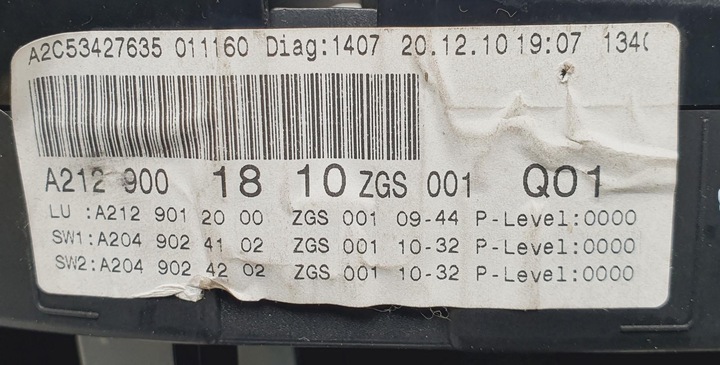 A2C53427635 011160 Diag:1407 20.12.10 19:07 134
A212 900 18 10 ZGS 001 Q01
LU :A212 901 20 00 ZGS 001 09-44 P-Level:0000
SW1:A204 902 41 02 ZGS 001 10-32 P-Level:0000
SW2:A204 902 42 02 ZGS 001 10-32 P-Level:0000